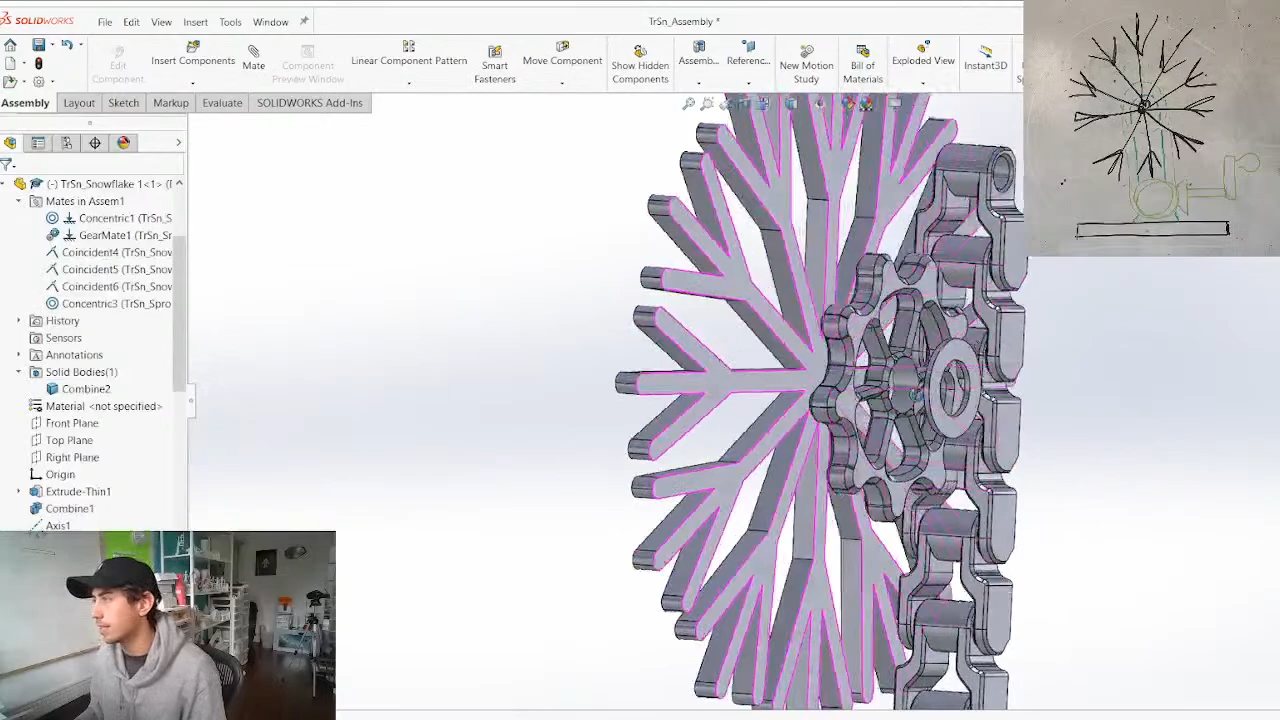 SOLIDWORKS File Edit View Insert Tools Window TrSn_Assembly *
Edit Component
Insert Components
Mate
Component Preview Window
Linear Component Pattern
Smart Fasteners
Move Component
Show Hidden Components
Assemb...
Referenc...
New Motion Study
Bill of Materials
Exploded View
Instant3D
Assembly Layout Sketch Markup Evaluate SOLIDWORKS Add-Ins
(-) TrSn_Snowflake 1<1>
Mates in Assem1
Concentric1 (TrSn_S
GearMate1 (TrSn_Sr
Coincident4 (TrSn_Snow
Coincident5 (TrSn_Snow
Coincident6 (TrSn_Snow
Concentric3 (TrSn_Spro
History
Sensors
Annotations
Solid Bodies(1)
Combine2
Material <not specified>
Front Plane
Top Plane
Right Plane
Origin
Extrude-Thin1
Combine1
Axis1